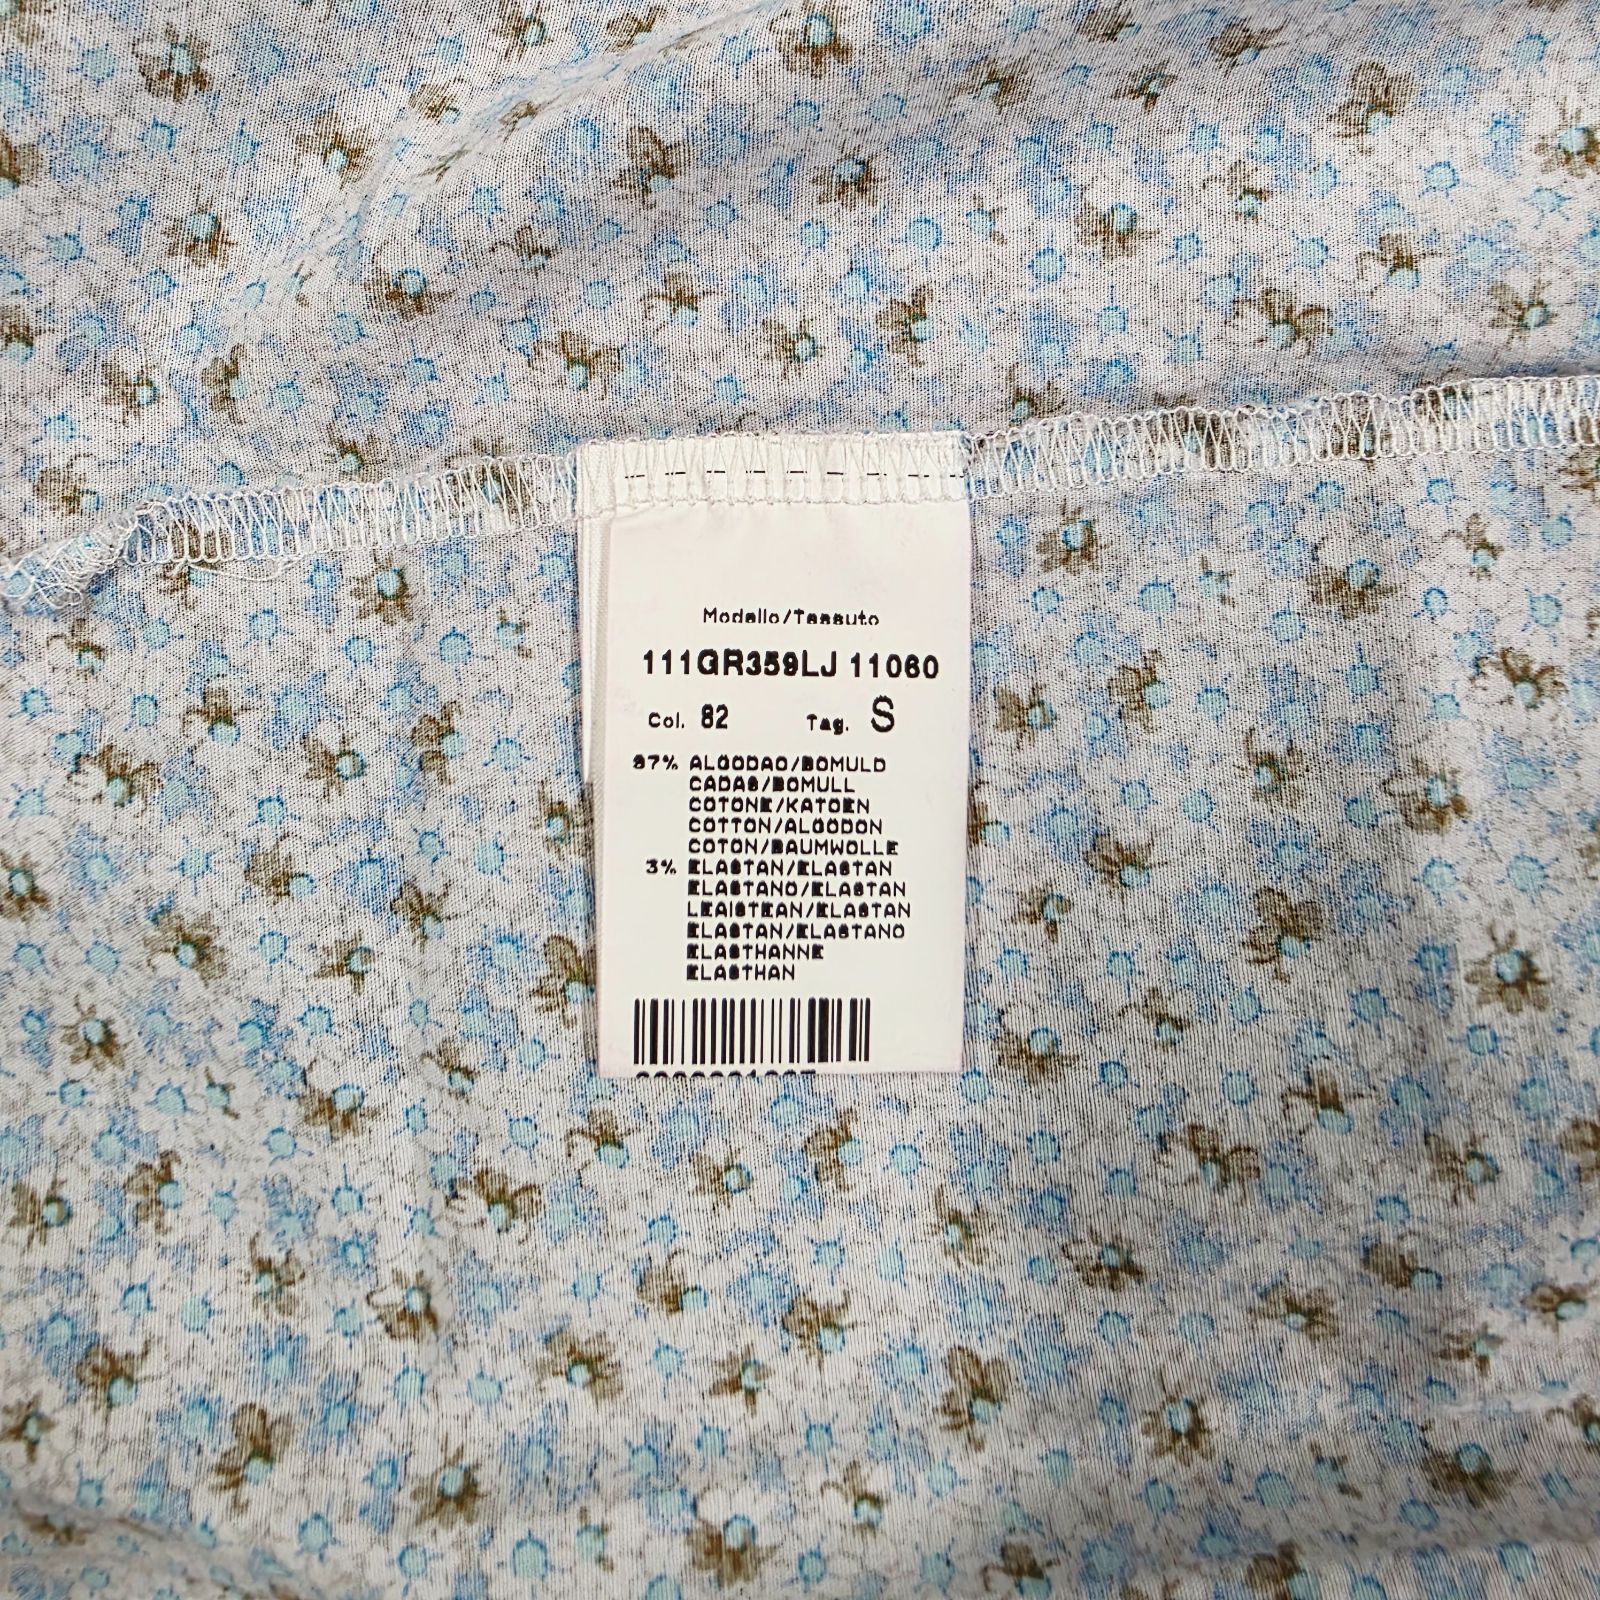 Modello/Tessuto
111GR359LJ 11060
Col. 82 Tag. S
97% ALGODAO/BOMULD
CADAS/BOMULL
COTONE/KATOEN
COTTON/ALGODON
COTON/BAUMWOLLE
3% ELASTAN/ELASTAN
ELASTANO/ELASTAN
LEAISTEAN/ELASTAN
ELASTAN/ELASTANO
ELASTHANNE
ELASTHAN